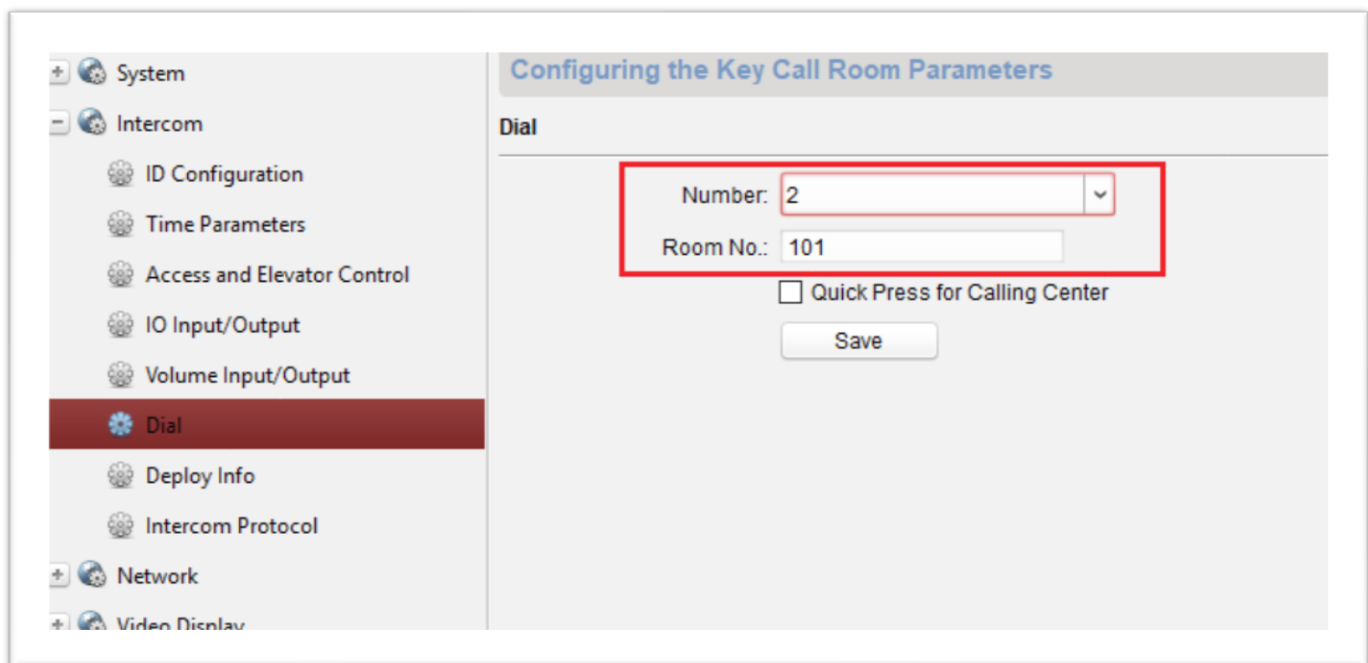 System
Intercom
ID Configuration
Time Parameters
Access and Elevator Control
IO Input/Output
Volume Input/Output
Dial
Deploy Info
Intercom Protocol
Network
Video Display
Configuring the Key Call Room Parameters
Dial
Number: 2
Room No.: 101
Quick Press for Calling Center
Save